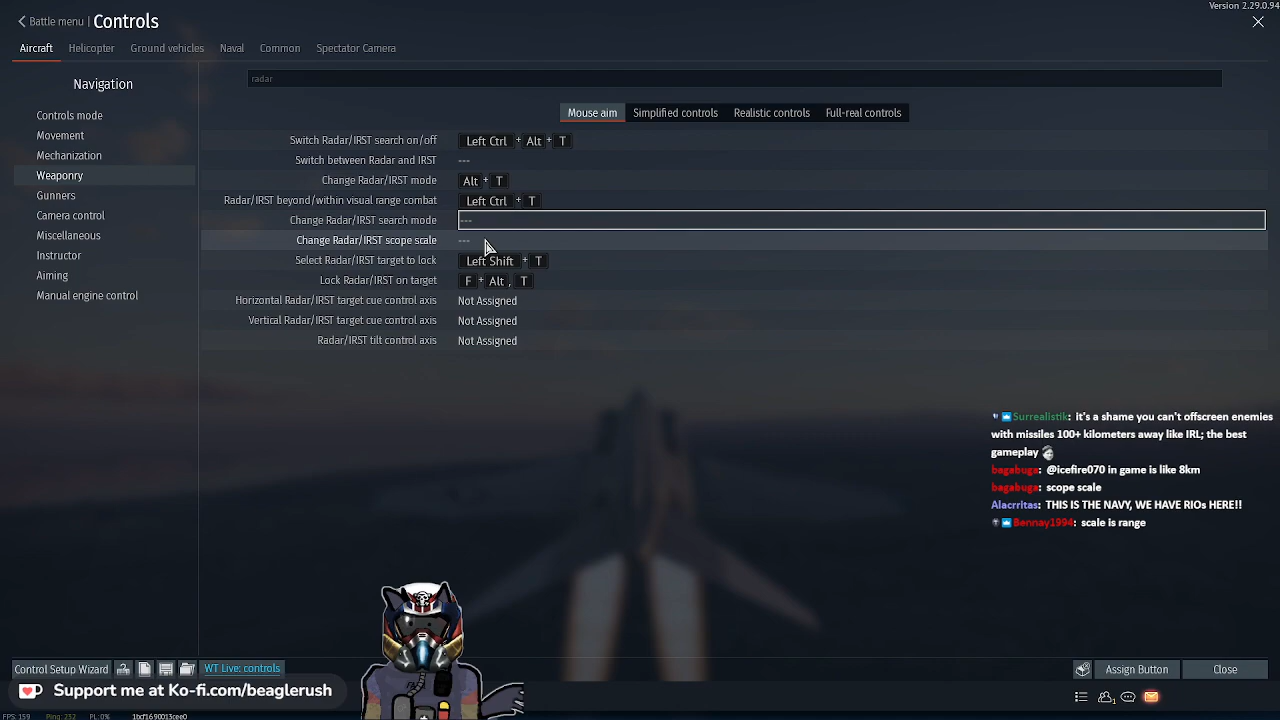 Version 2.29.0.94
Battle menu | Controls
Aircraft Helicopter Ground vehicles Naval Common Spectator Camera
Navigation
radar
Controls mode
Movement
Mechanization
Weaponry
Gunners
Camera control
Miscellaneous
Instructor
Aiming
Manual engine control
Mouse aim Simplified controls Realistic controls Full-real controls
Switch Radar/IRST search on/off Left Ctrl + Alt + T
Switch between Radar and IRST ---
Change Radar/IRST mode Alt + T
Radar/IRST beyond/within visual range combat Left Ctrl + T
Change Radar/IRST search mode ---
Change Radar/IRST scope scale ---
Select Radar/IRST target to lock Left Shift + T
Lock Radar/IRST on target F + Alt , T
Horizontal Radar/IRST target cue control axis Not Assigned
Vertical Radar/IRST target cue control axis Not Assigned
Radar/IRST tilt control axis Not Assigned
Surrealistik: it's a shame you can't offscreen enemies
with missiles 100+ kilometers away like IRL; the best
gameplay
bagabuga: @icefire070 in game is like 8km
bagabuga: scope scale
Alacrritas: THIS IS THE NAVY, WE HAVE RIOs HERE!!
Bennay1994: scale is range
Control Setup Wizard WT Live: controls Assign Button Close
Support me at Ko-fi.com/beaglerush
1
FPS: 159 Ping: 232 PL: 0% 1bcf1690013cee0